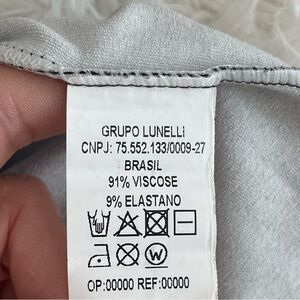 GRUPO LUNELLI
CNPJ: 75.552.133/0009-27
BRASIL
91% VISCOSE
9% ELASTANO
W
OP:00000 REF:00000